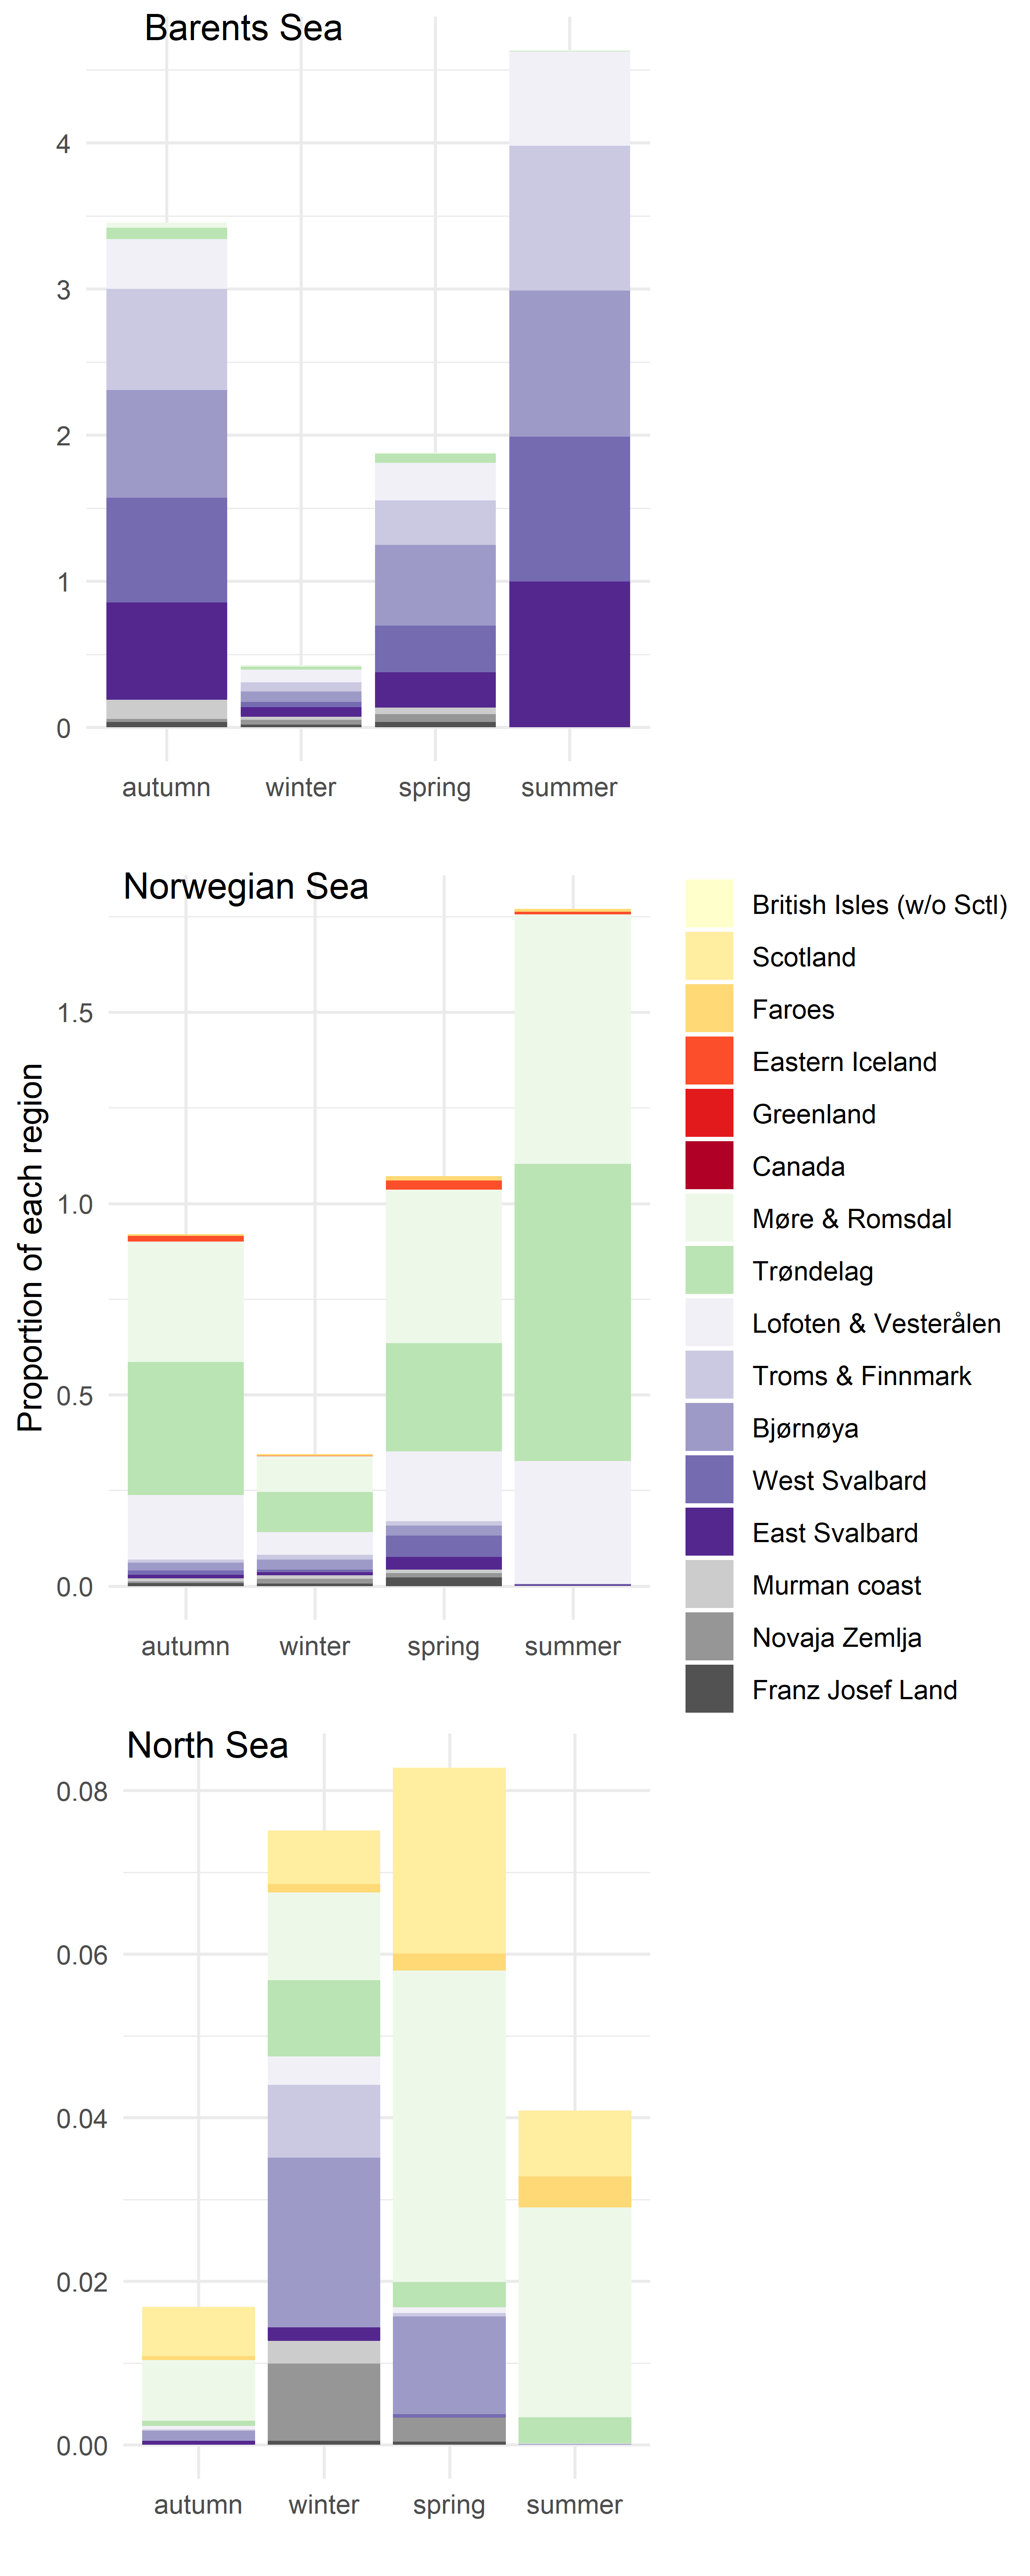 Barents Sea
4
3
2
1
0
autumn winter spring summer
Norwegian Sea
Proportion of each region
1.5
1.0
0.5
0.0
autumn winter spring summer
British Isles (w/o Sctl)
Scotland
Faroes
Eastern Iceland
Greenland
Canada
Møre & Romsdal
Trøndelag
Lofoten & Vesterålen
Troms & Finnmark
Bjørnøya
West Svalbard
East Svalbard
Murman coast
Novaja Zemlja
Franz Josef Land
North Sea
0.08
0.06
0.04
0.02
0.00
autumn winter spring summer